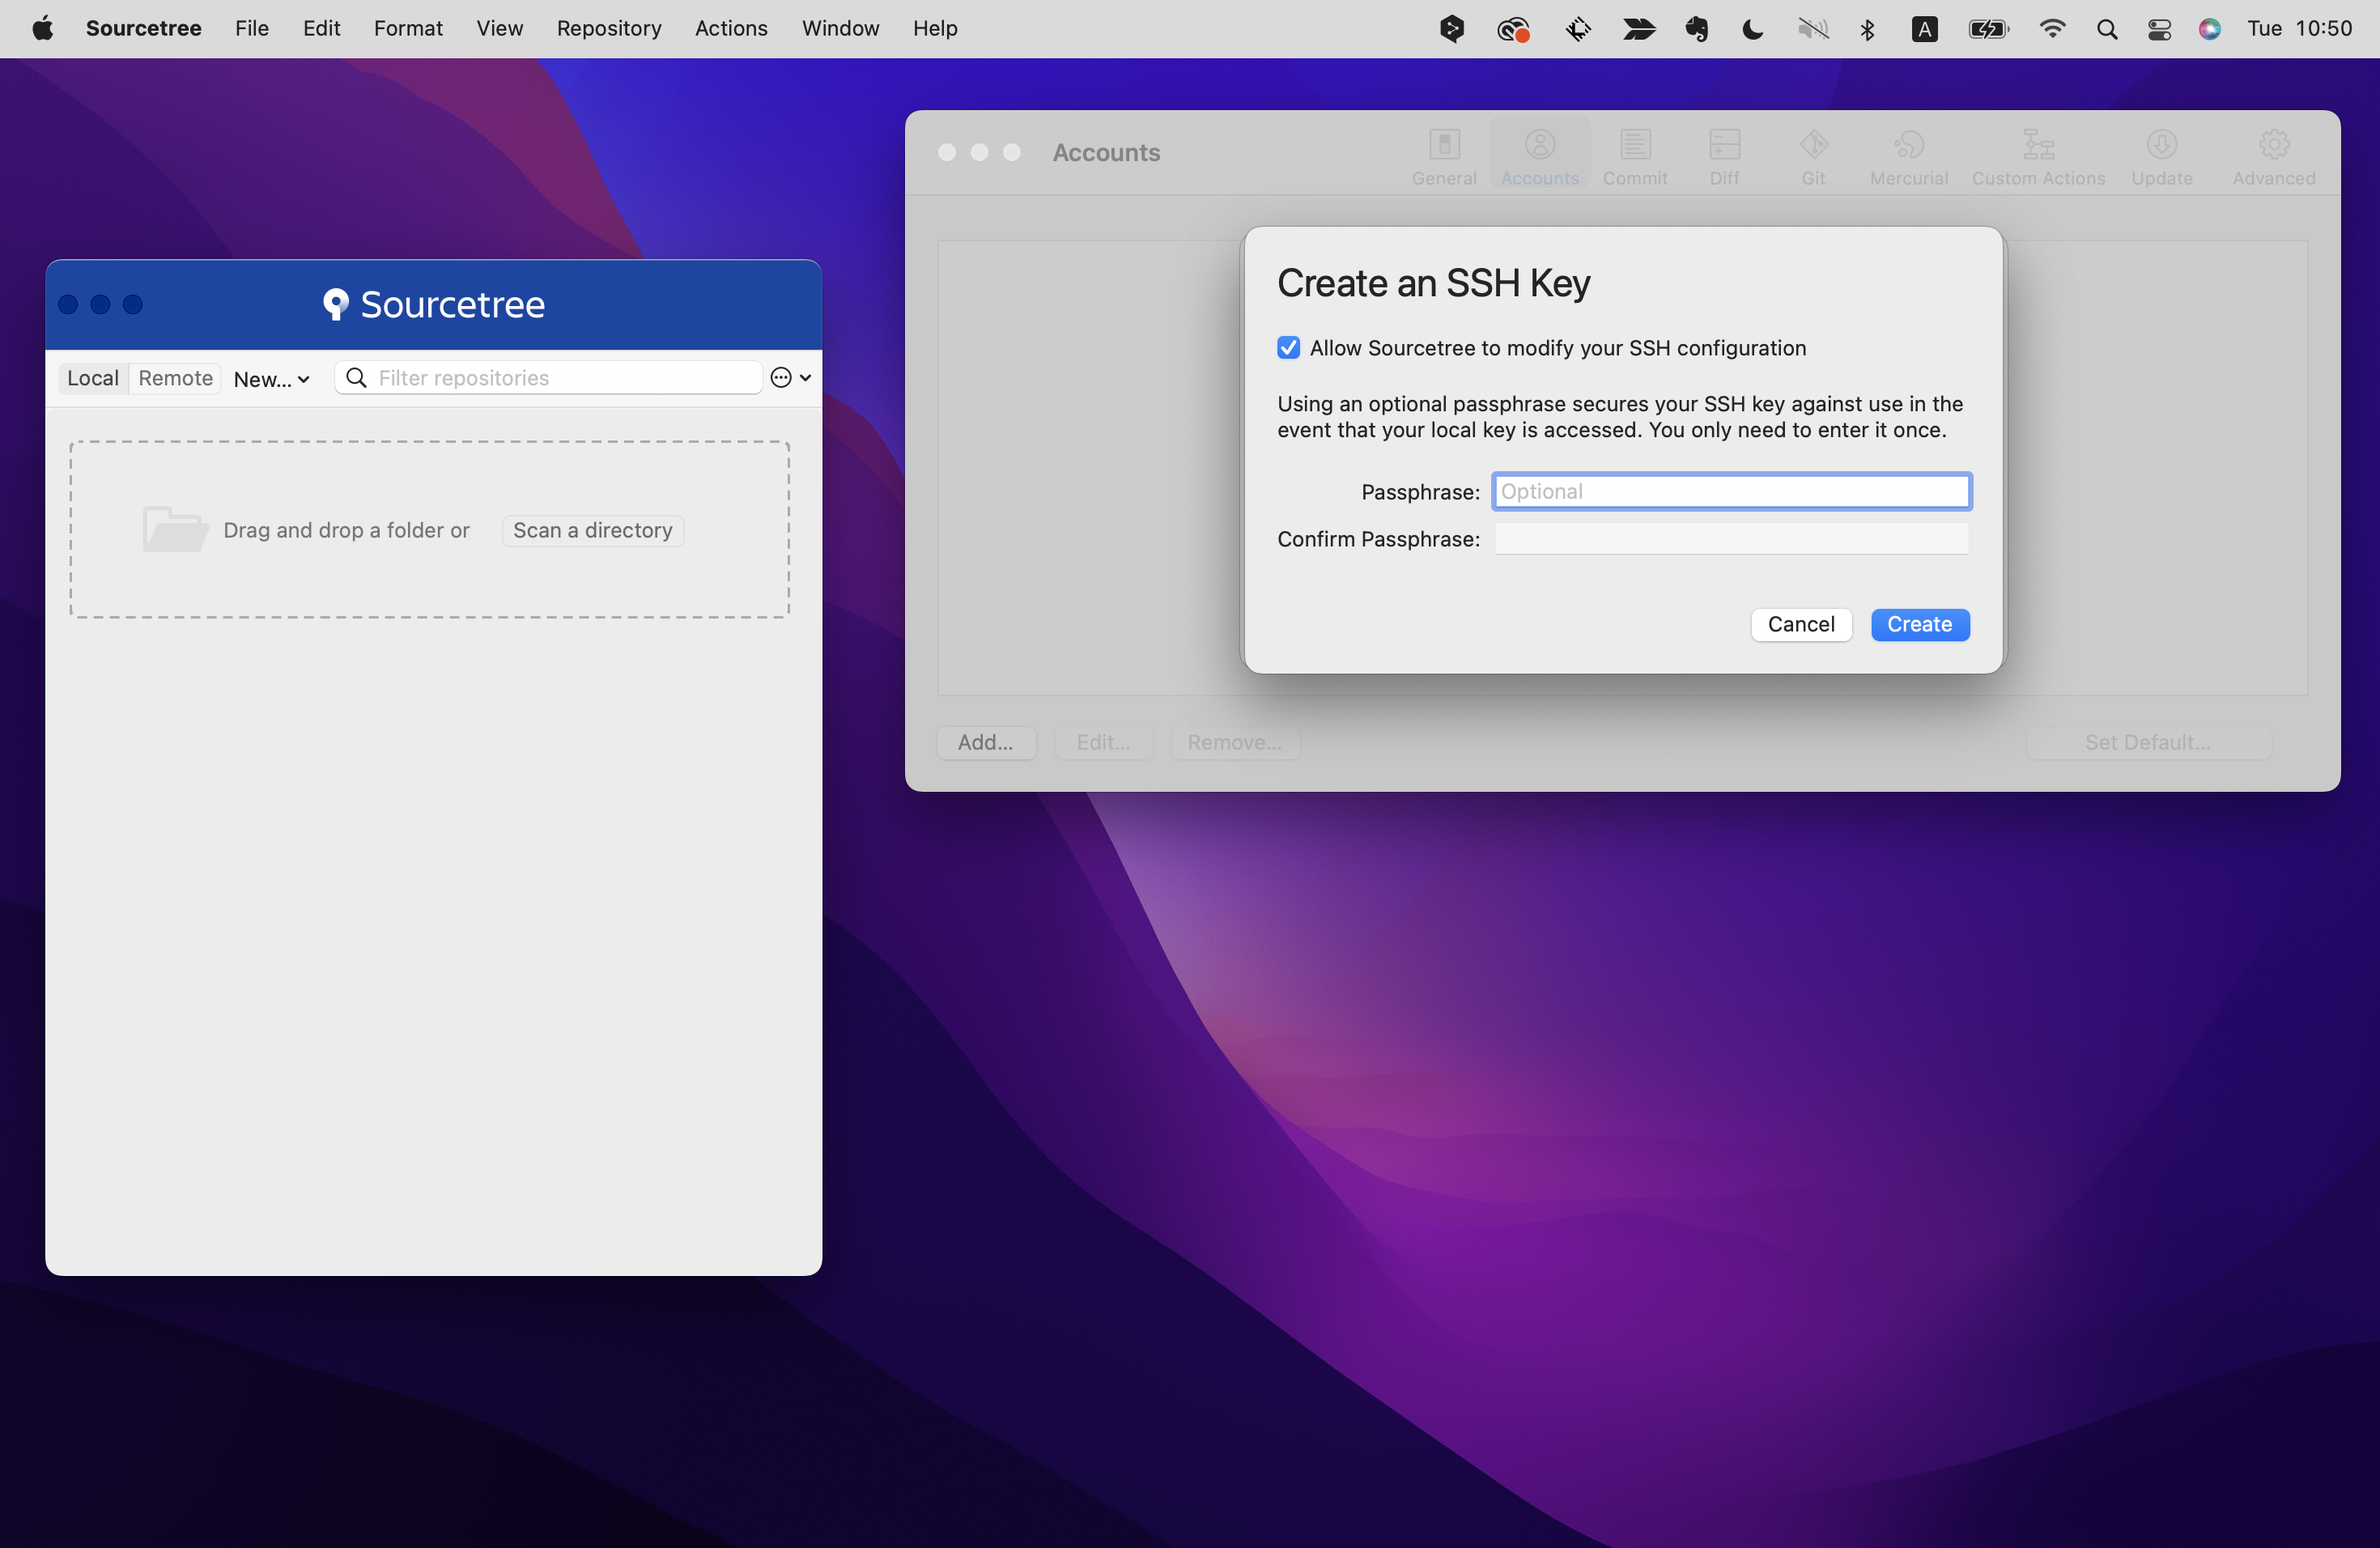 Sourcetree File Edit Format View Repository Actions Window Help A Tue 10:50
Accounts
General Accounts Commit Diff Git Mercurial Custom Actions Update Advanced
Sourcetree
Local Remote New... Filter repositories
Drag and drop a folder or Scan a directory
Create an SSH Key
Allow Sourcetree to modify your SSH configuration
Using an optional passphrase secures your SSH key against use in the
event that your local key is accessed. You only need to enter it once.
Passphrase: Optional
Confirm Passphrase:
Cancel Create
Add... Edit... Remove... Set Default...